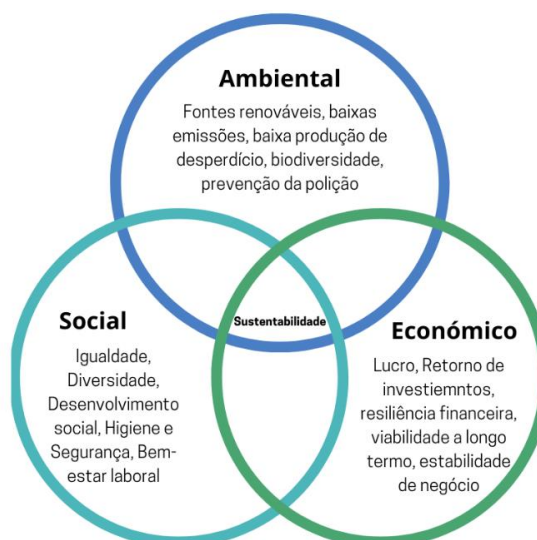 Ambiental
Fontes renováveis, baixas
emissões, baixa produção de
desperdício, biodiversidade,
prevenção da polição
Sustentabilidade
Social
Igualdade,
Diversidade,
Desenvolvimento
social, Higiene e
Segurança, Bem-
estar laboral
Económico
Lucro, Retorno de
investiemntos,
resiliência financeira,
viabilidade a longo
termo, estabilidade
de negócio